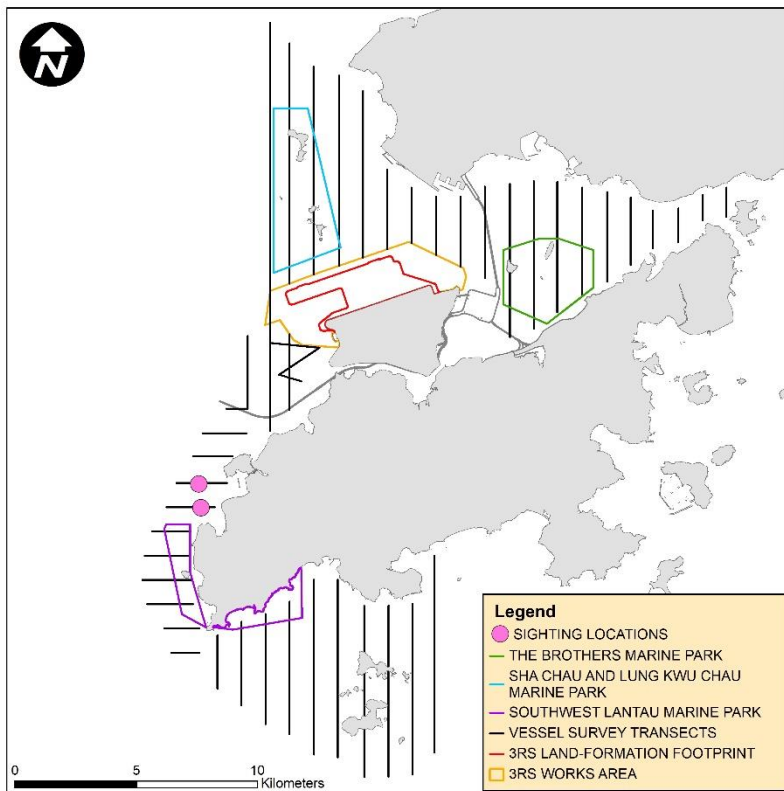 N
Legend
SIGHTING LOCATIONS
THE BROTHERS MARINE PARK
SHA CHAU AND LUNG KWU CHAU
MARINE PARK
SOUTHWEST LANTAU MARINE PARK
VESSEL SURVEY TRANSECTS
3RS LAND-FORMATION FOOTPRINT
3RS WORKS AREA
0 5 10
Kilometers